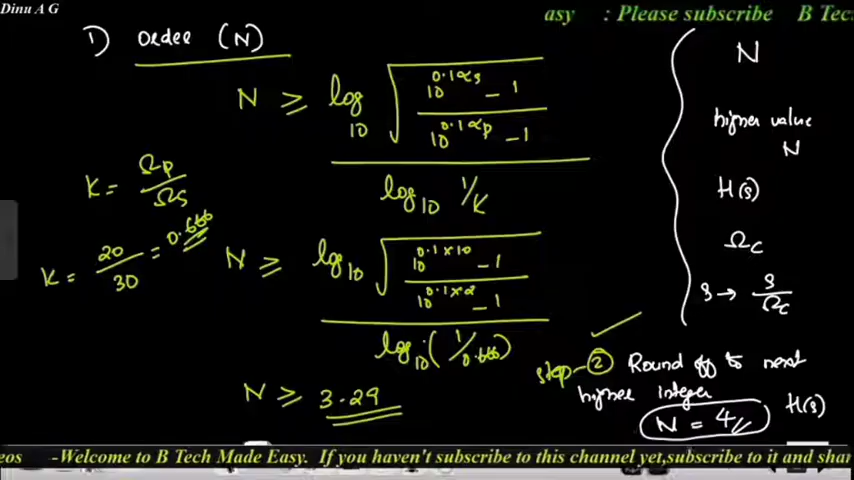 Dinu A G
asy : Please subscribe B Tec
1) Order (N)
N ≥ log10 √((10^0.1αs − 1)/(10^0.1αp − 1)) / log10 1/K
K = Ωp/Ωs
K = 20/30 = 0.666
N ≥ log10 √((10^0.1×10 − 1)/(10^0.1×2 − 1)) / log10 (1/0.666)
N ≥ 3.29
N
higher value
N
H(s)
Ωc
s → s/Ωc
step-② Round off to next
higher integer
N = 4// H(s)
eos -Welcome to B Tech Made Easy. If you haven't subscribe to this channel yet,subscribe to it and shar